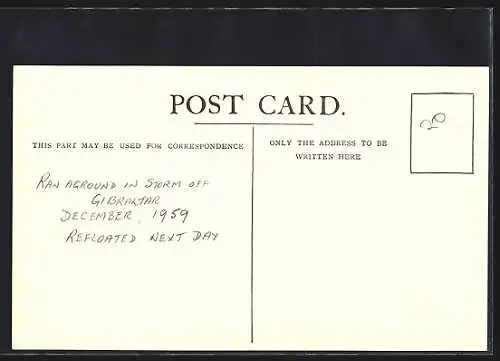 POST CARD.
THIS PART MAY BE USED FOR CORRESPONDENCE
ONLY THE ADDRESS TO BE
WRITTEN HERE
20
RAN AGROUND IN STORM OFF
GIBRALTAR
DECEMBER, 1959
REFLOATED NEXT DAY